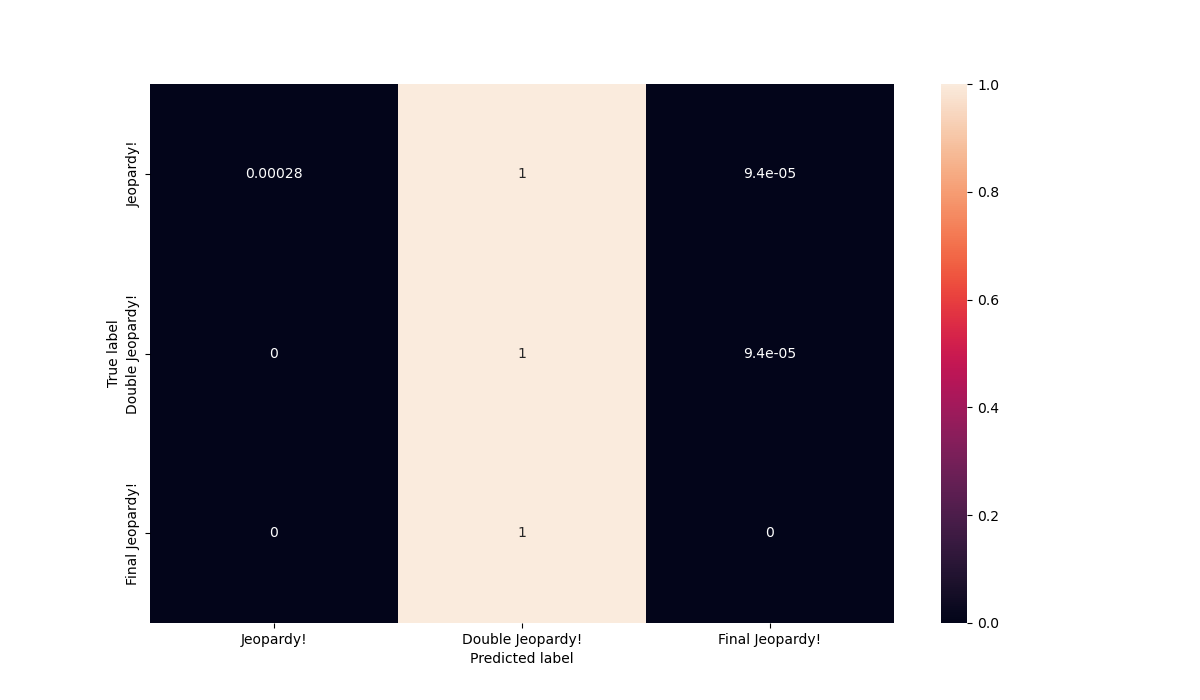 1.0
Jeopardy!
0.00028
1
9.4e-05
0.8
0.6
True label
Double Jeopardy!
0
1
9.4e-05
0.4
0.2
Final Jeopardy!
0
1
0
0.0
Jeopardy!
Double Jeopardy!
Final Jeopardy!
Predicted label